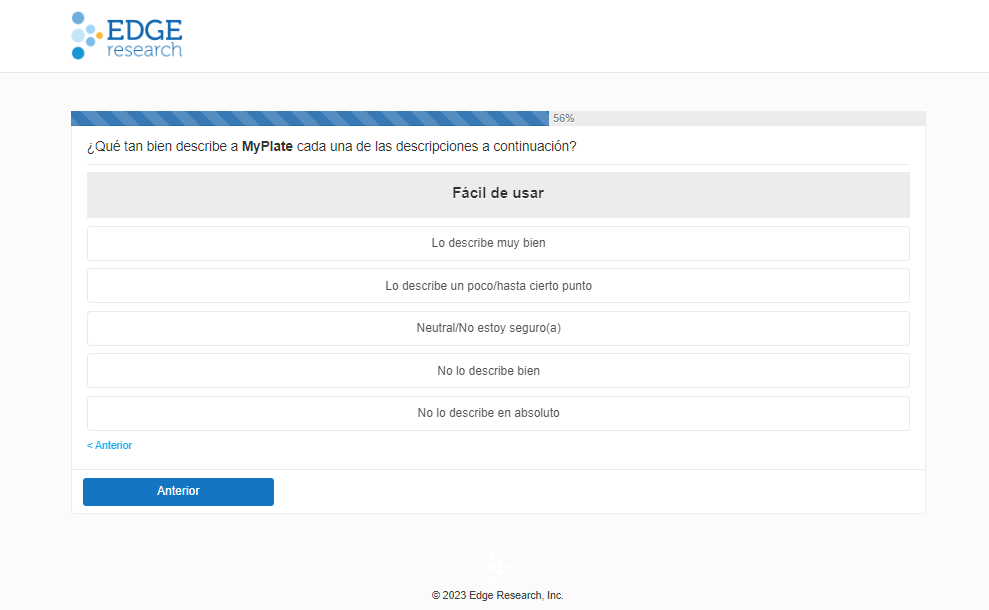 EDGE
research
56%
¿Qué tan bien describe a MyPlate cada una de las descripciones a continuación?
Fácil de usar
Lo describe muy bien
Lo describe un poco/hasta cierto punto
Neutral/No estoy seguro(a)
No lo describe bien
No lo describe en absoluto
< Anterior
Anterior
© 2023 Edge Research, Inc.